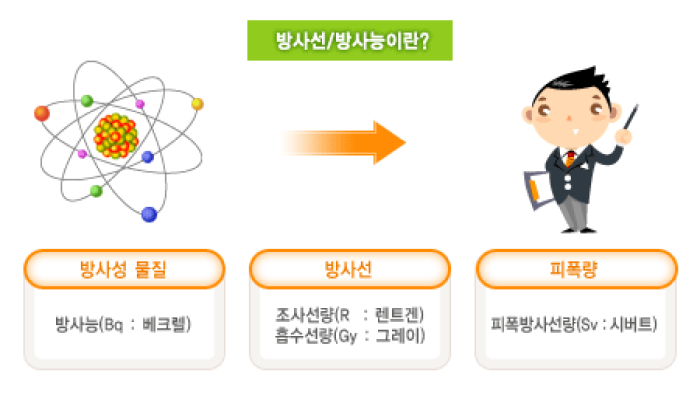 방사선/방사능이란?
방사성 물질
방사능(Bq : 베크렐)
방사선
조사선량(R : 렌트겐)
흡수선량(Gy : 그레이)
피폭량
피폭방사선량(Sv : 시버트)